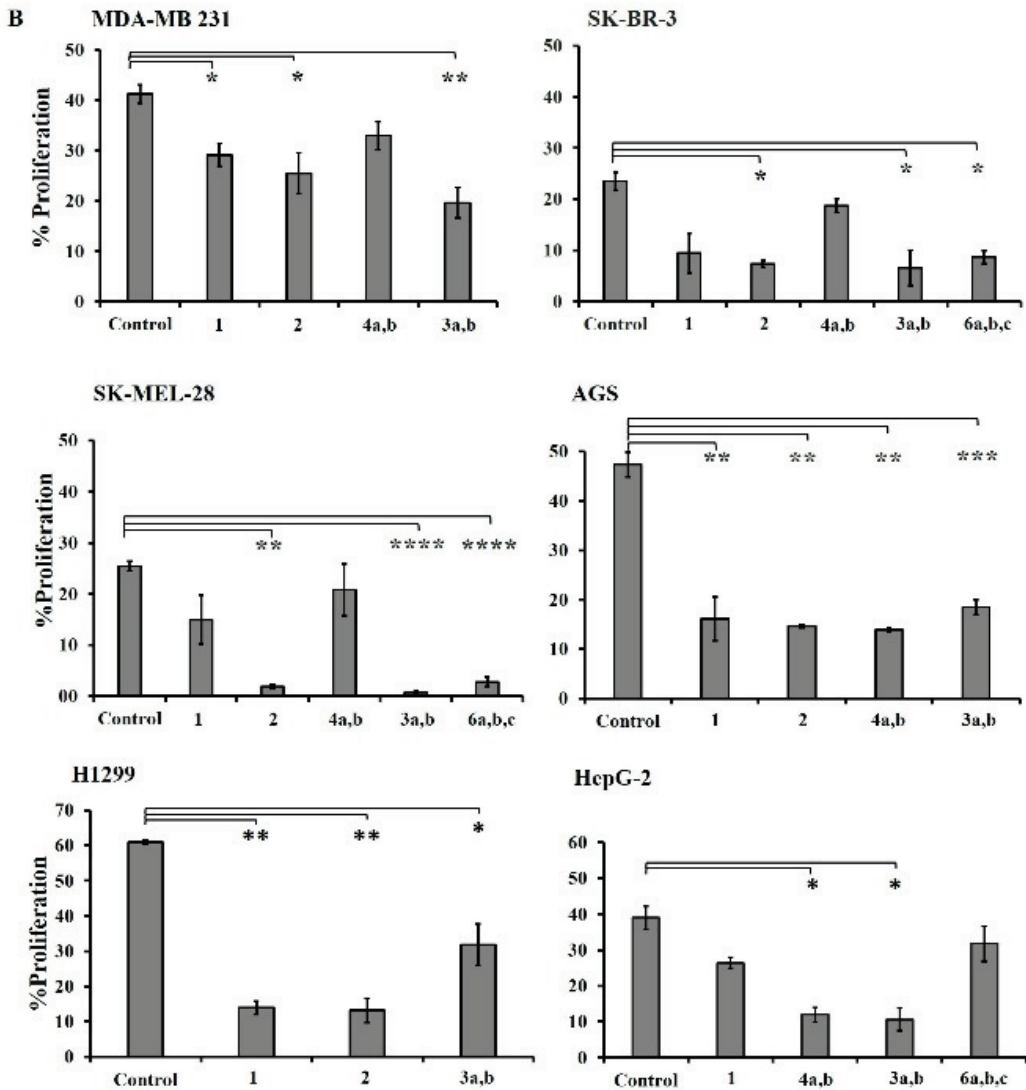 B
MDA-MB 231
% Proliferation
50
40
30
20
10
0
* * **
Control 1 2 4a,b 3a,b
SK-BR-3
50
40
30
20
10
0
* * *
Control 1 2 4a,b 3a,b 6a,b,c
SK-MEL-28
%Proliferation
50
40
30
20
10
00
** **** ****
Control 1 2 4a,b 3a,b 6a,b,c
AGS
50
40
30
20
10
0
** ** ** ***
Control 1 2 4a,b 3a,b
H1299
%Proliferation
70
60
50
40
30
20
10
0
** ** *
Control 1 2 3a,b
HepG-2
60
50
40
30
20
10
0
* *
Control 1 4a,b 3a,b 6a,b,c